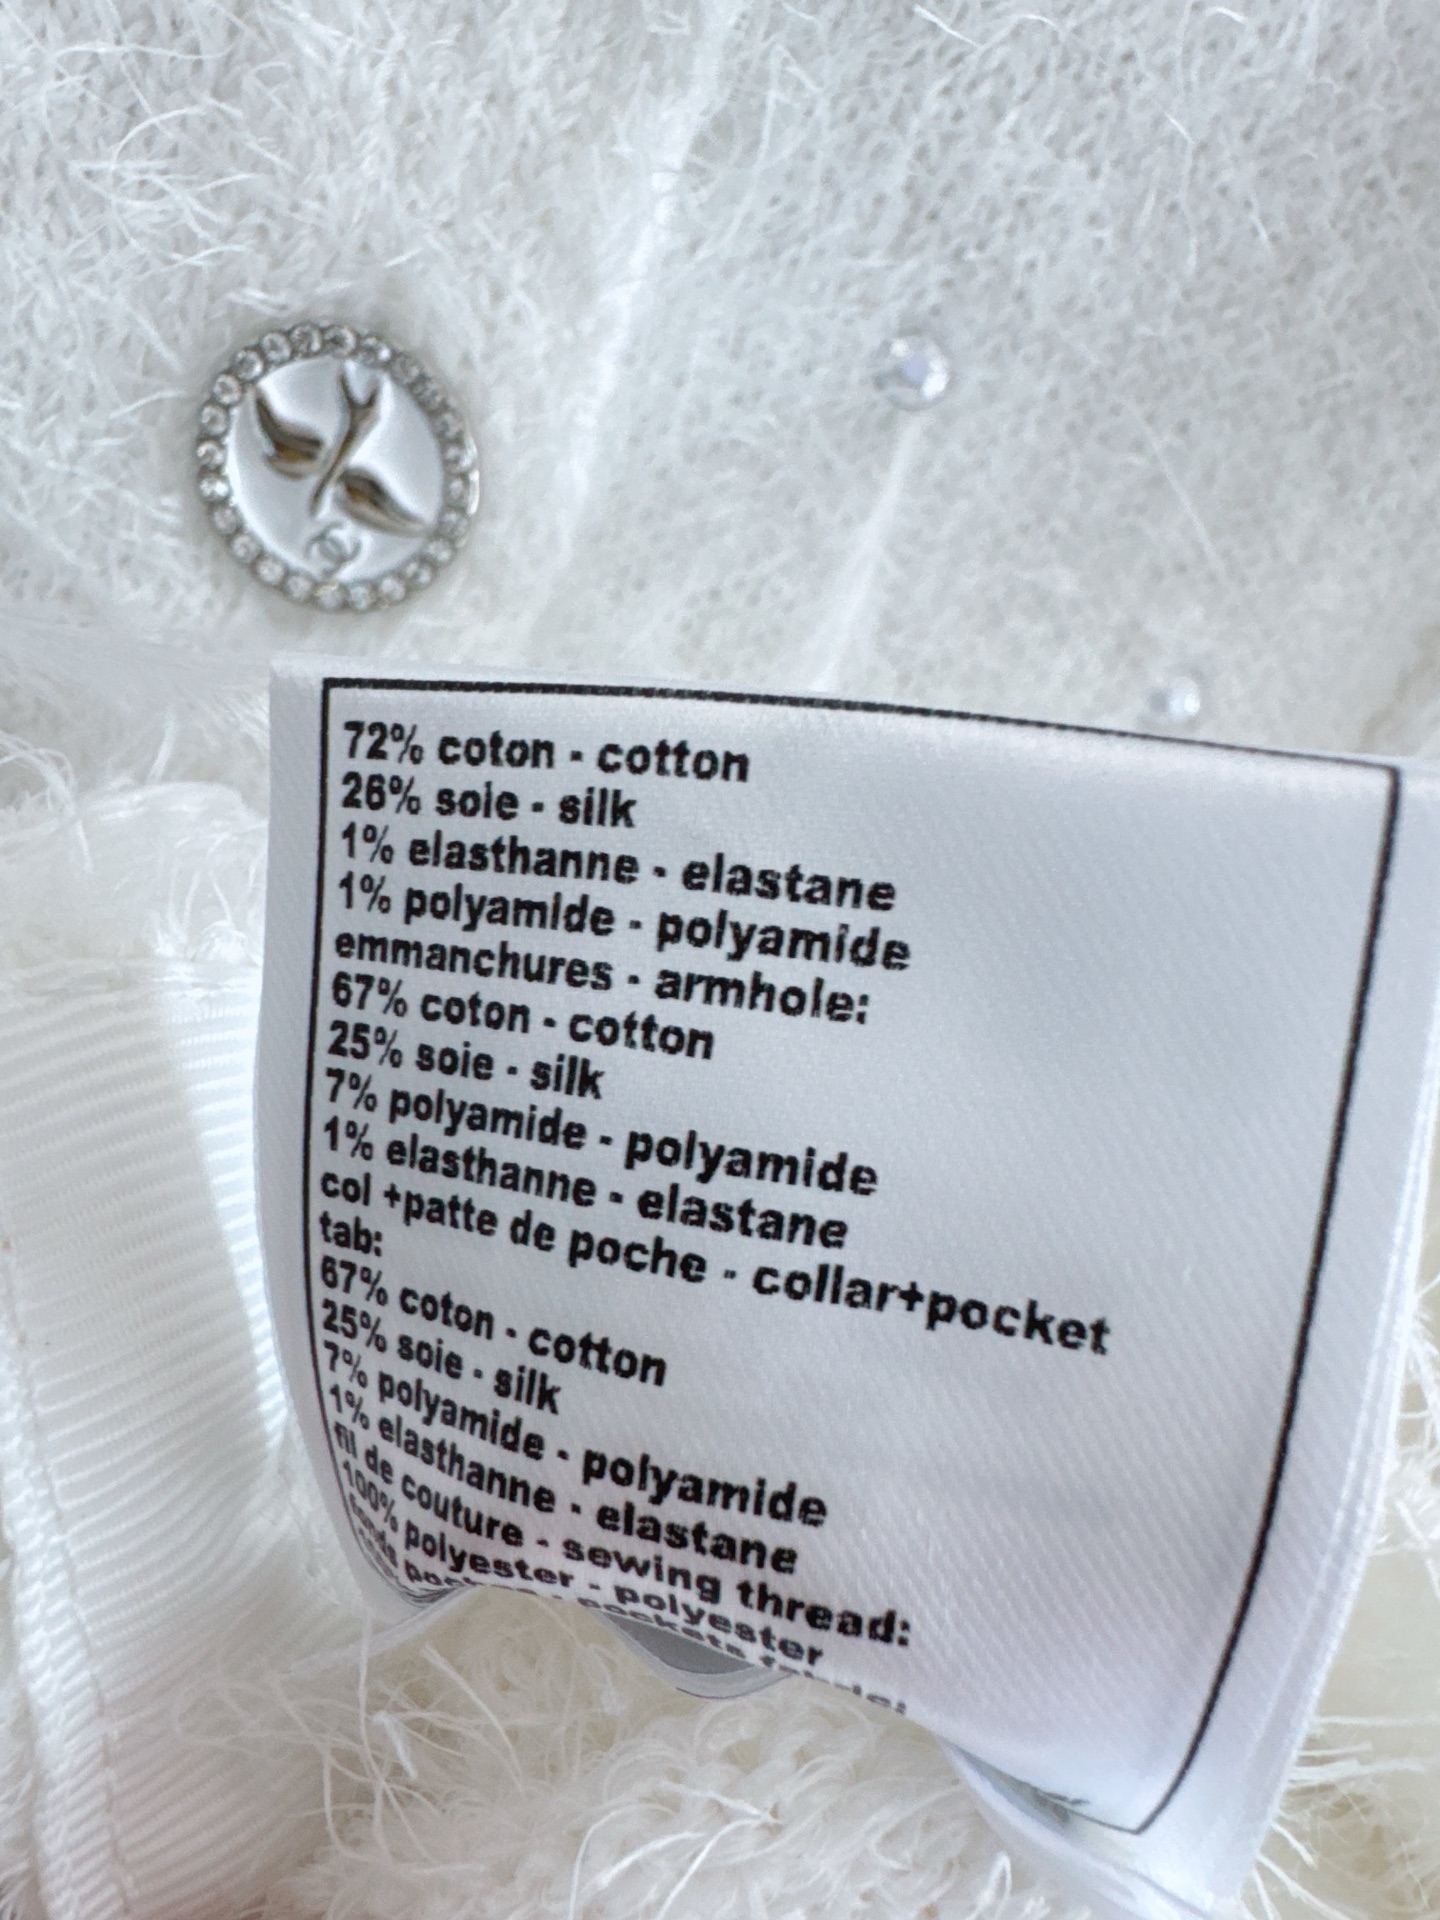 72% coton - cotton
26% soie - silk
1% elasthanne - elastane
1% polyamide - polyamide
emmanchures - armhole:
67% coton - cotton
25% soie - silk
7% polyamide - polyamide
1% elasthanne - elastane
col +patte de poche - collar+pocket
tab:
67% coton - cotton
25% soie - silk
7% polyamide - polyamide
1% elasthanne - elastane
fil de couture - sewing thread:
100% polyester - polyester
pockets